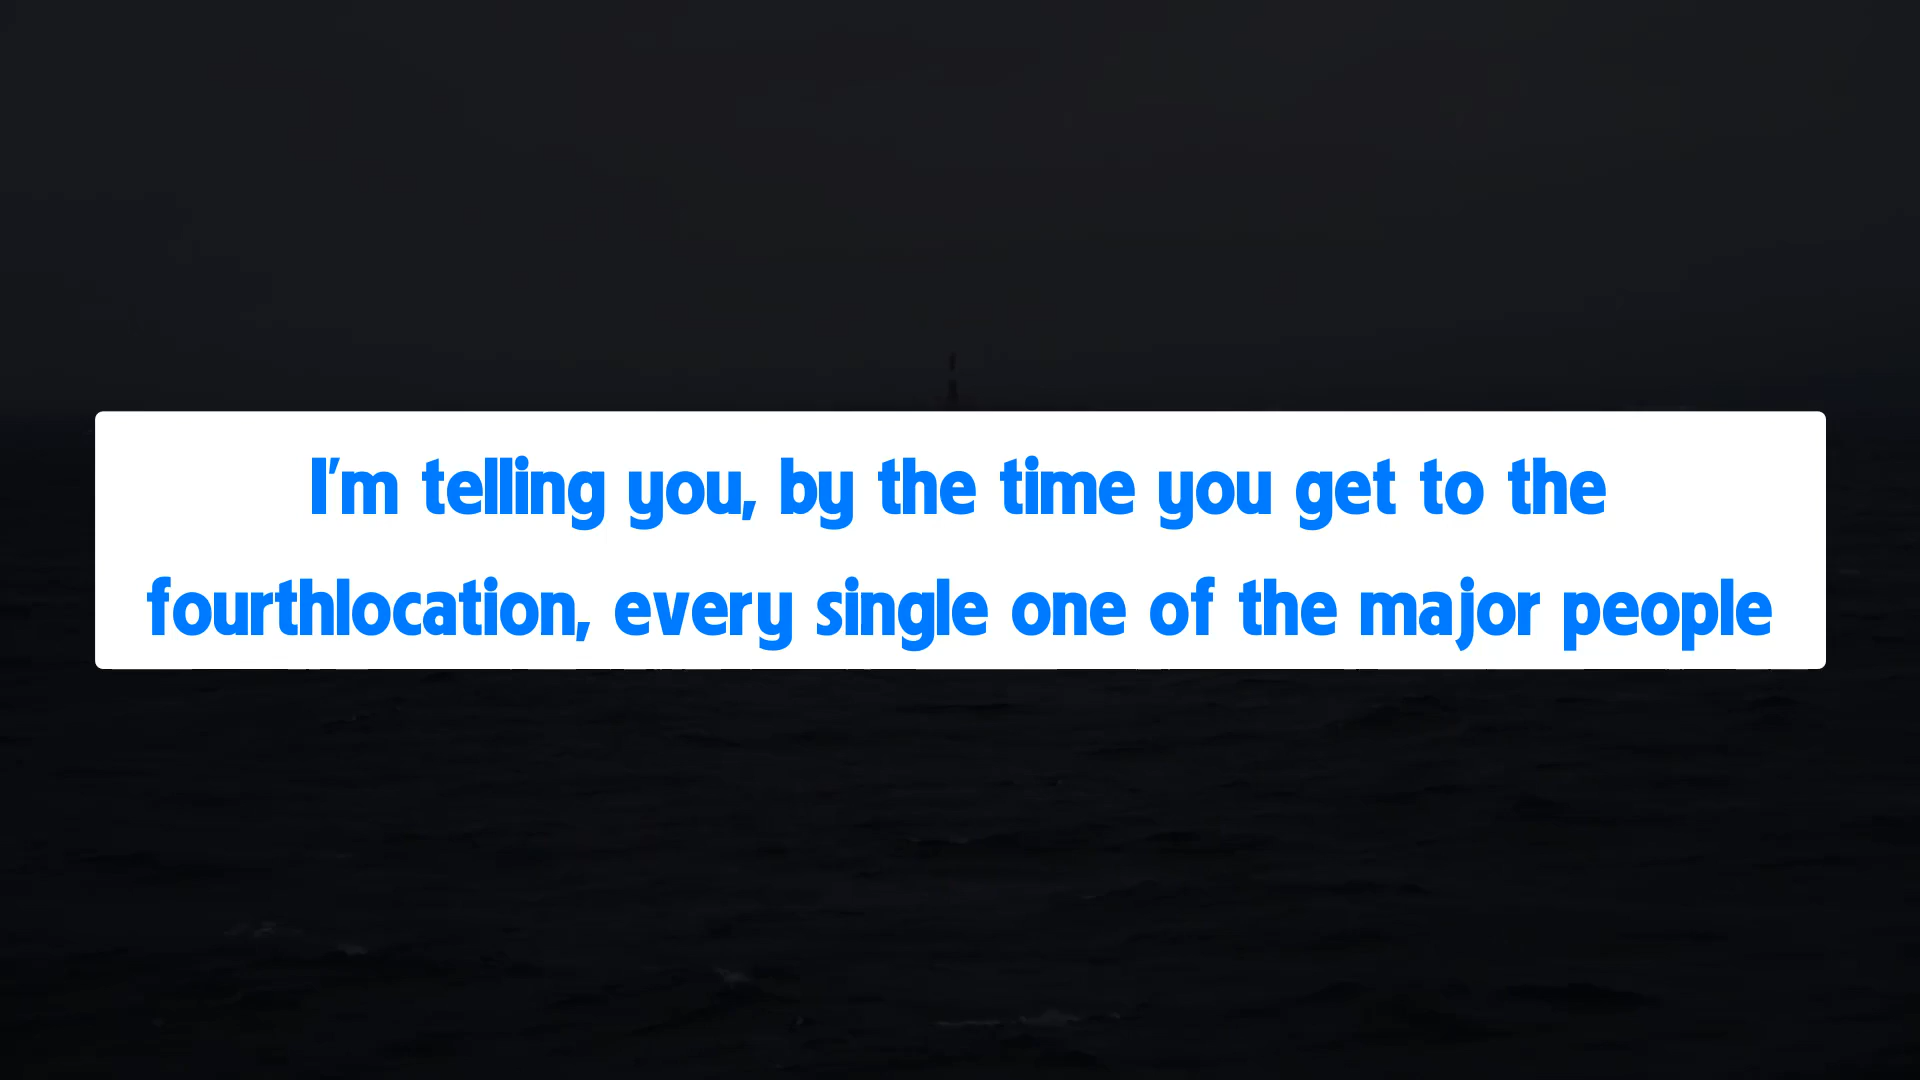 I'm telling you, by the time you get to the
fourthlocation, every single one of the major people